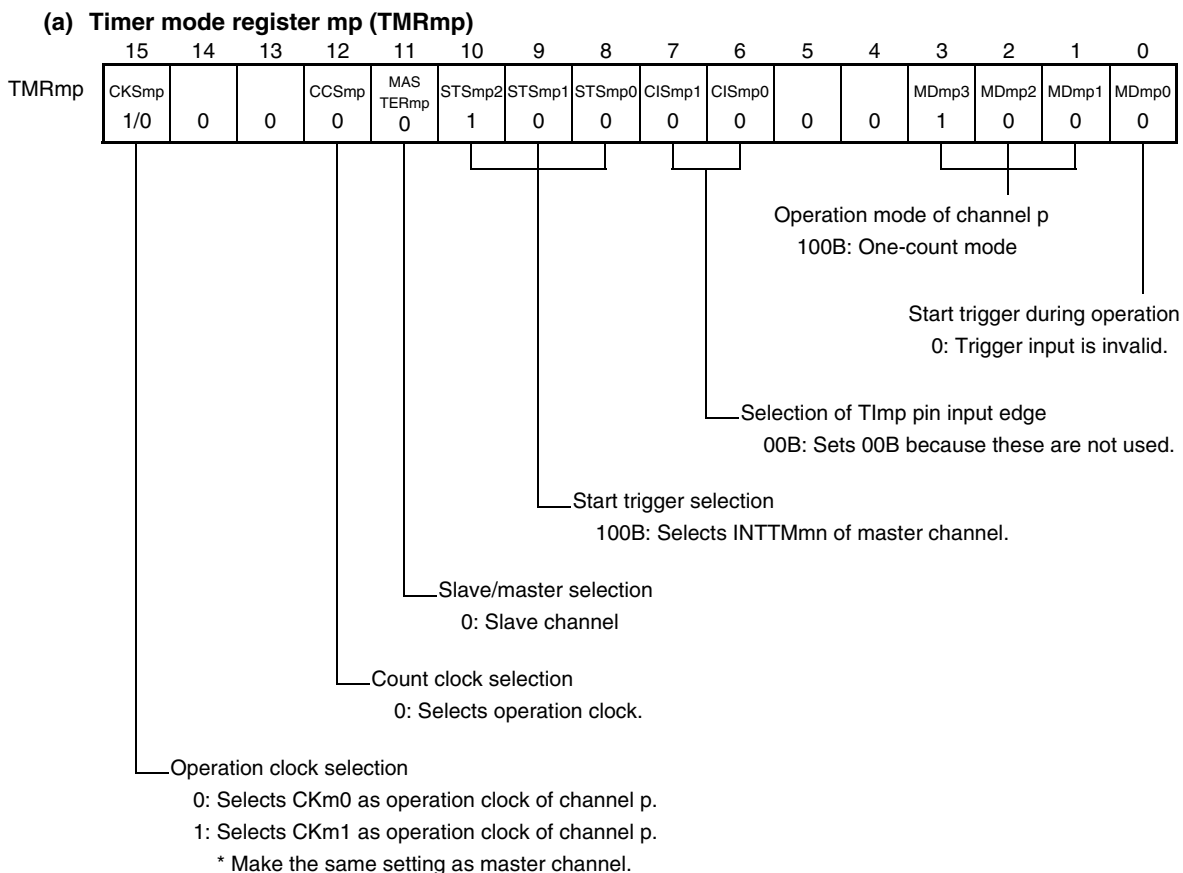 (a) Timer mode register mp (TMRmp)
15 14 13 12 11 10 9 8 7 6 5 4 3 2 1 0
TMRmp CKSmp CCSmp MAS TERmp STSmp2 STSmp1 STSmp0 CISmp1 CISmp0 MDmp3 MDmp2 MDmp1 MDmp0
1/0 0 0 0 0 1 0 0 0 0 0 0 1 0 0 0
Operation mode of channel p
100B: One-count mode
Start trigger during operation
0: Trigger input is invalid.
Selection of TImp pin input edge
00B: Sets 00B because these are not used.
Start trigger selection
100B: Selects INTTMmn of master channel.
Slave/master selection
0: Slave channel
Count clock selection
0: Selects operation clock.
Operation clock selection
0: Selects CKm0 as operation clock of channel p.
1: Selects CKm1 as operation clock of channel p.
* Make the same setting as master channel.